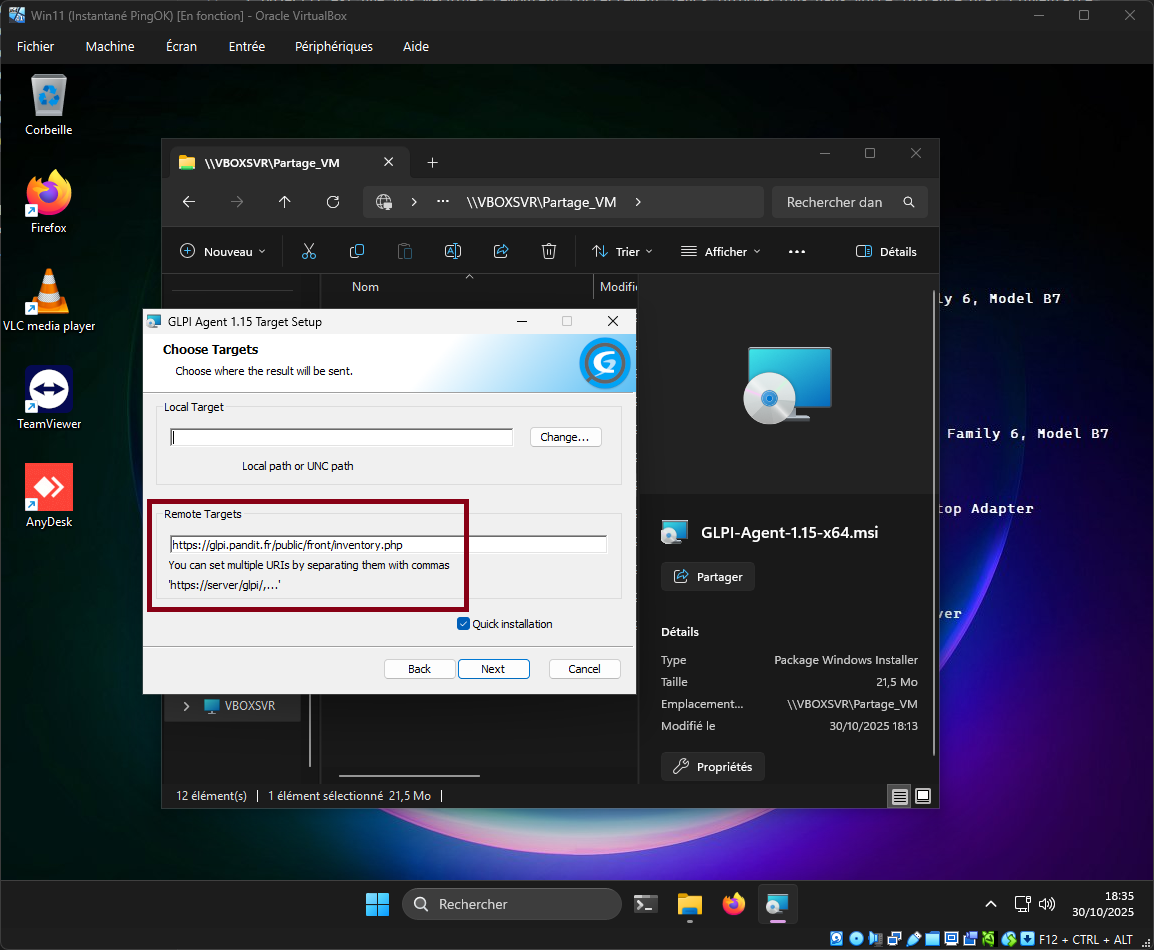 Win11 (Instantané PingOK) [En fonction] - Oracle VirtualBox
Fichier Machine Écran Entrée Périphériques Aide
Corbeille
Firefox
VLC media player
TeamViewer
AnyDesk
\\VBOXSVR\Partage_VM
\\VBOXSVR\Partage_VM
Rechercher dan
Nouveau
Trier
Afficher
Détails
Nom
Modifi
ly 6, Model B7
Family 6, Model B7
top Adapter
ver
GLPI Agent 1.15 Target Setup
Choose Targets
Choose where the result will be sent.
Local Target
Change...
Local path or UNC path
Remote Targets
https://glpi.pandit.fr/public/front/inventory.php
You can set multiple URIs by separating them with commas
'https://server/glpi/,...'
Quick installation
Back
Next
Cancel
GLPI-Agent-1.15-x64.msi
Partager
Détails
Type Package Windows Installer
Taille 21,5 Mo
Emplacement... \\VBOXSVR\Partage_VM
Modifié le 30/10/2025 18:13
Propriétés
VBOXSVR
12 élément(s) | 1 élément sélectionné 21,5 Mo |
Rechercher
18:35
30/10/2025
F12 + CTRL + ALT